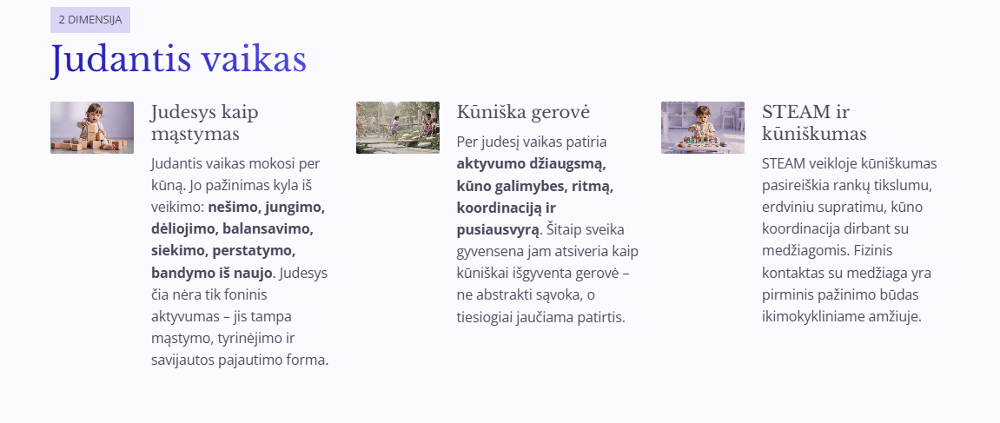 2 DIMENSIJA
Judantis vaikas
Judesys kaip
mąstymas
Judantis vaikas mokosi per
kūną. Jo pažinimas kyla iš
veikimo: nešimo, jungimo,
dėliojimo, balansavimo,
siekimo, perstatymo,
bandymo iš naujo. Judesys
čia nėra tik foninis
aktyvumas – jis tampa
mąstymo, tyrinėjimo ir
savijautos pajautimo forma.
Kūniška gerovė
Per judesį vaikas patiria
aktyvumo džiaugsmą,
kūno galimybes, ritmą,
koordinaciją ir
pusiausvyrą. Šitaip sveika
gyvensena jam atsiveria kaip
kūniškai išgyventa gerovė –
ne abstrakti sąvoka, o
tiesiogiai jaučiama patirtis.
STEAM ir
kūniškumas
STEAM veikloje kūniškumas
pasireiškia rankų tikslumu,
erdviniu supratimu, kūno
koordinacija dirbant su
medžiagomis. Fizinis
kontaktas su medžiaga yra
pirminis pažinimo būdas
ikimokykliniame amžiuje.